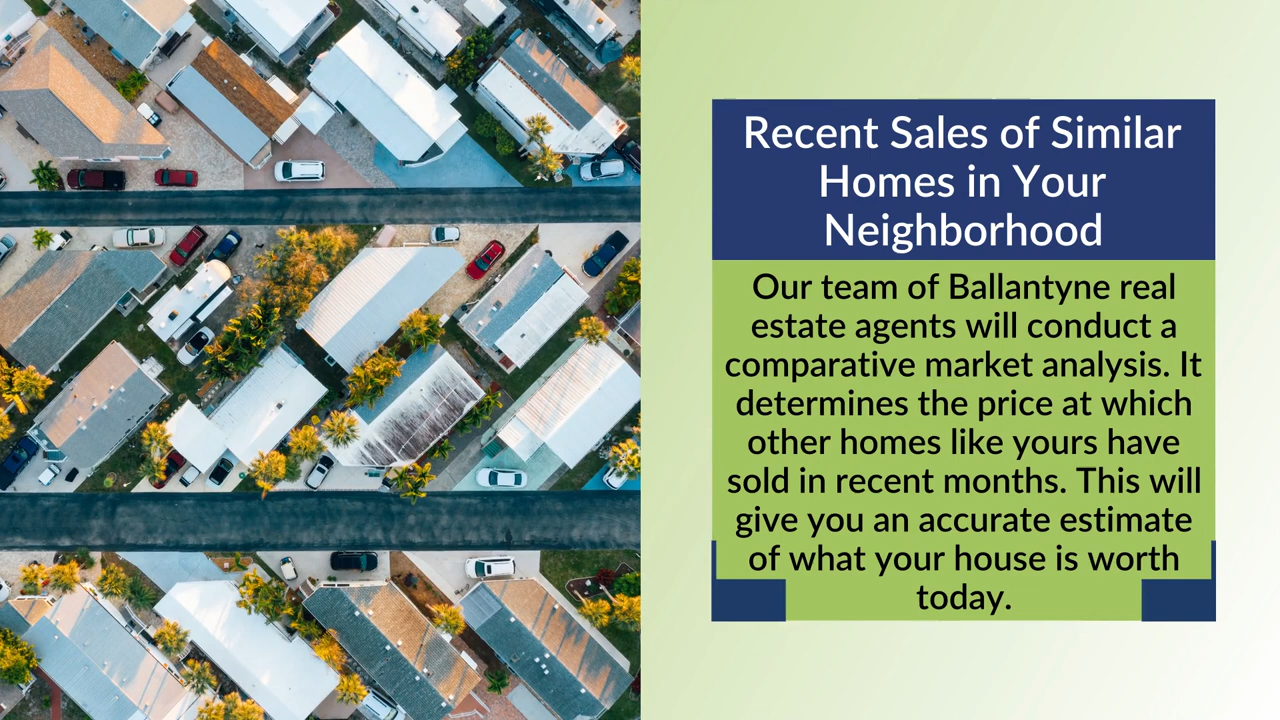 Recent Sales of Similar
Homes in Your
Neighborhood
Our team of Ballantyne real
estate agents will conduct a
comparative market analysis. It
determines the price at which
other homes like yours have
sold in recent months. This will
give you an accurate estimate
of what your house is worth
today.